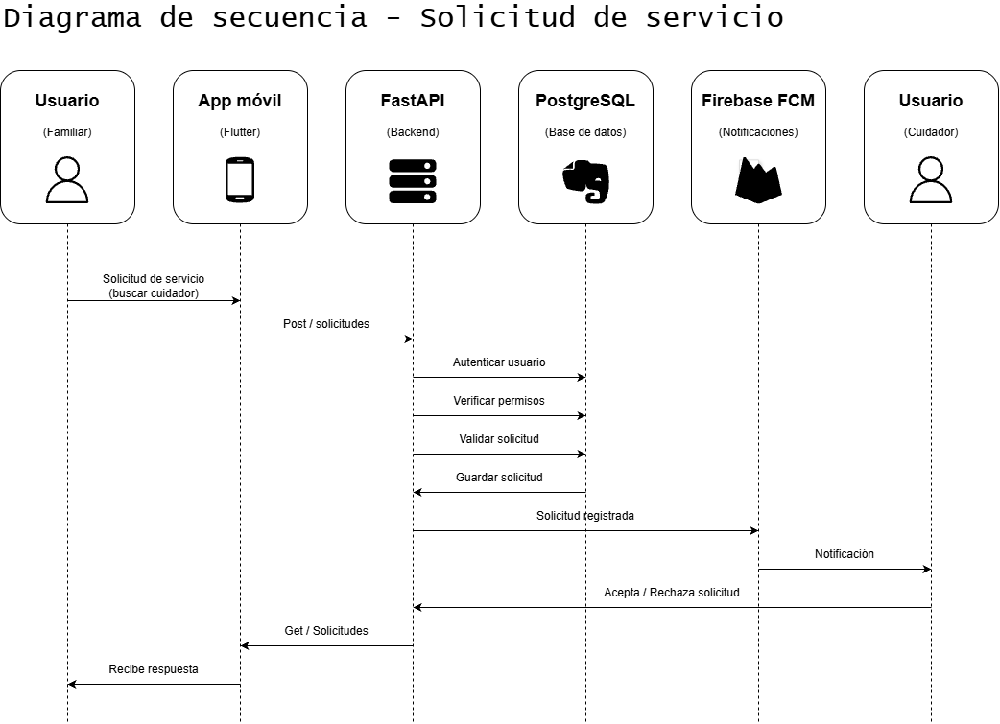 Diagrama de secuencia - Solicitud de servicio
Usuario
(Familiar)
App móvil
(Flutter)
FastAPI
(Backend)
PostgreSQL
(Base de datos)
Firebase FCM
(Notificaciones)
Usuario
(Cuidador)
Solicitud de servicio
(buscar cuidador)
Post / solicitudes
Autenticar usuario
Verificar permisos
Validar solicitud
Guardar solicitud
Solicitud registrada
Notificación
Acepta / Rechaza solicitud
Get / Solicitudes
Recibe respuesta